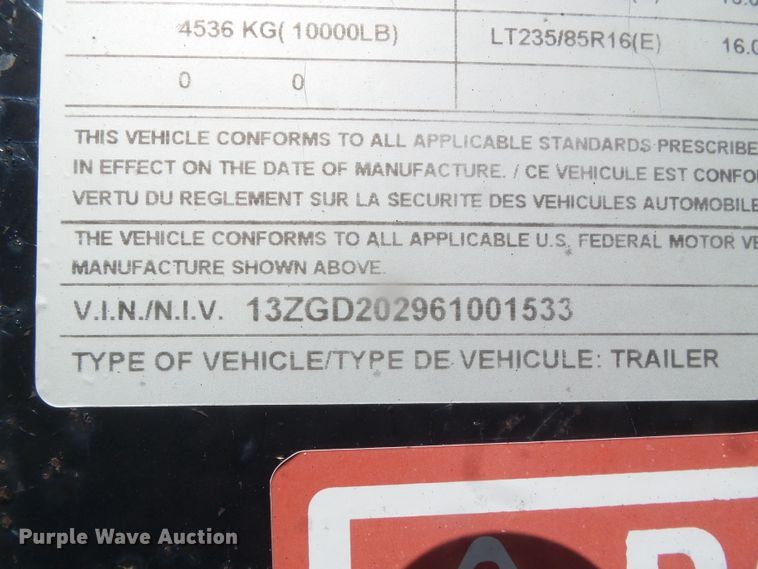 4536 KG( 10000LB) LT235/85R16(E) 16.0
0 0
THIS VEHICLE CONFORMS TO ALL APPLICABLE STANDARDS PRESCRIBE
IN EFFECT ON THE DATE OF MANUFACTURE. / CE VEHICULE EST CONFO
VERTU DU REGLEMENT SUR LA SECURITE DES VEHICULES AUTOMOBILE
THE VEHICLE CONFORMS TO ALL APPLICABLE U.S. FEDERAL MOTOR VE
MANUFACTURE SHOWN ABOVE.
V.I.N./N.I.V. 13ZGD202961001533
TYPE OF VEHICLE/TYPE DE VEHICULE: TRAILER
Purple Wave Auction